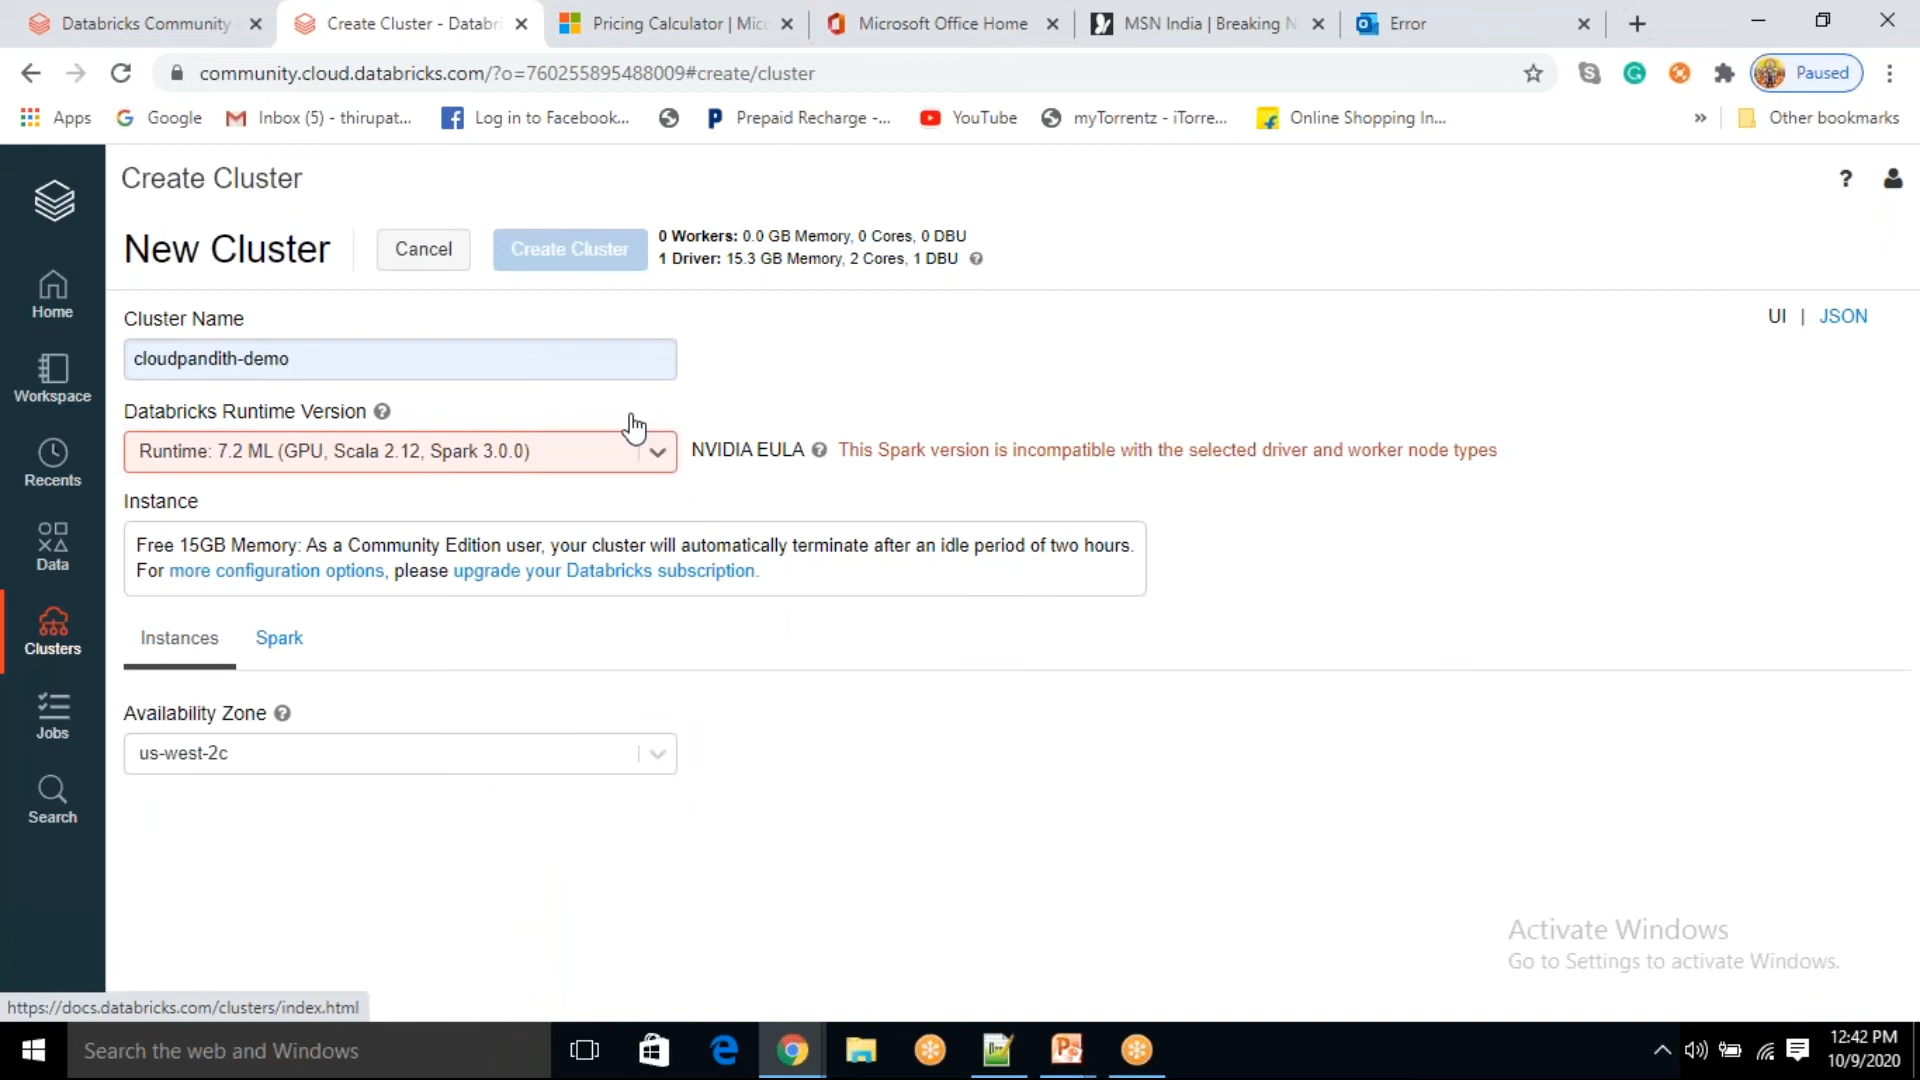 Databricks Community
Create Cluster - Databri
Pricing Calculator | Mic
Microsoft Office Home
MSN India | Breaking N
Error
community.cloud.databricks.com/?o=760255895488009#create/cluster
Paused
Apps
Google
Inbox (5) - thirupat...
Log in to Facebook...
Prepaid Recharge -...
YouTube
myTorrentz - iTorre...
Online Shopping In...
»
Other bookmarks
Create Cluster
?
New Cluster
Cancel
Create Cluster
0 Workers: 0.0 GB Memory, 0 Cores, 0 DBU
1 Driver: 15.3 GB Memory, 2 Cores, 1 DBU ?
UI | JSON
Cluster Name
cloudpandith-demo
Databricks Runtime Version ?
Runtime: 7.2 ML (GPU, Scala 2.12, Spark 3.0.0)
NVIDIA EULA ? This Spark version is incompatible with the selected driver and worker node types
Instance
Free 15GB Memory: As a Community Edition user, your cluster will automatically terminate after an idle period of two hours.
For more configuration options, please upgrade your Databricks subscription.
Instances
Spark
Availability Zone ?
us-west-2c
Home
Workspace
Recents
Data
Clusters
Jobs
Search
Activate Windows
Go to Settings to activate Windows.
https://docs.databricks.com/clusters/index.html
Search the web and Windows
12:42 PM
10/9/2020